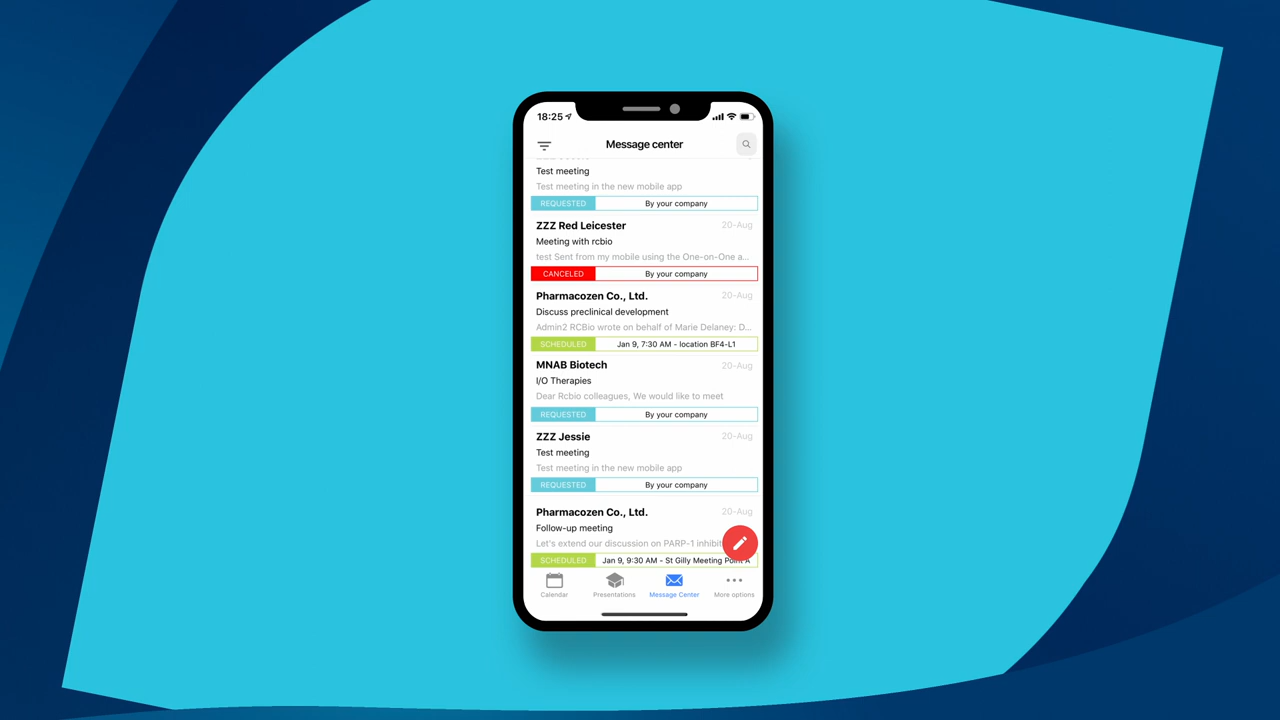 18:25
Message center
Test meeting
Test meeting in the new mobile app
REQUESTED By your company
ZZZ Red Leicester 20-Aug
Meeting with rcbio
test Sent from my mobile using the One-on-One a...
CANCELED By your company
Pharmacozen Co., Ltd. 20-Aug
Discuss preclinical development
Admin2 RCBio wrote on behalf of Marie Delaney: D...
SCHEDULED Jan 9, 7:30 AM - location BF4-L1
MNAB Biotech 20-Aug
I/O Therapies
Dear Rcbio colleagues, We would like to meet
REQUESTED By your company
ZZZ Jessie 20-Aug
Test meeting
Test meeting in the new mobile app
REQUESTED By your company
Pharmacozen Co., Ltd. 20-Aug
Follow-up meeting
Let's extend our discussion on PARP-1 inhibit
SCHEDULED Jan 9, 9:30 AM - St Gilly Meeting Point A
Calendar Presentations Message Center More options